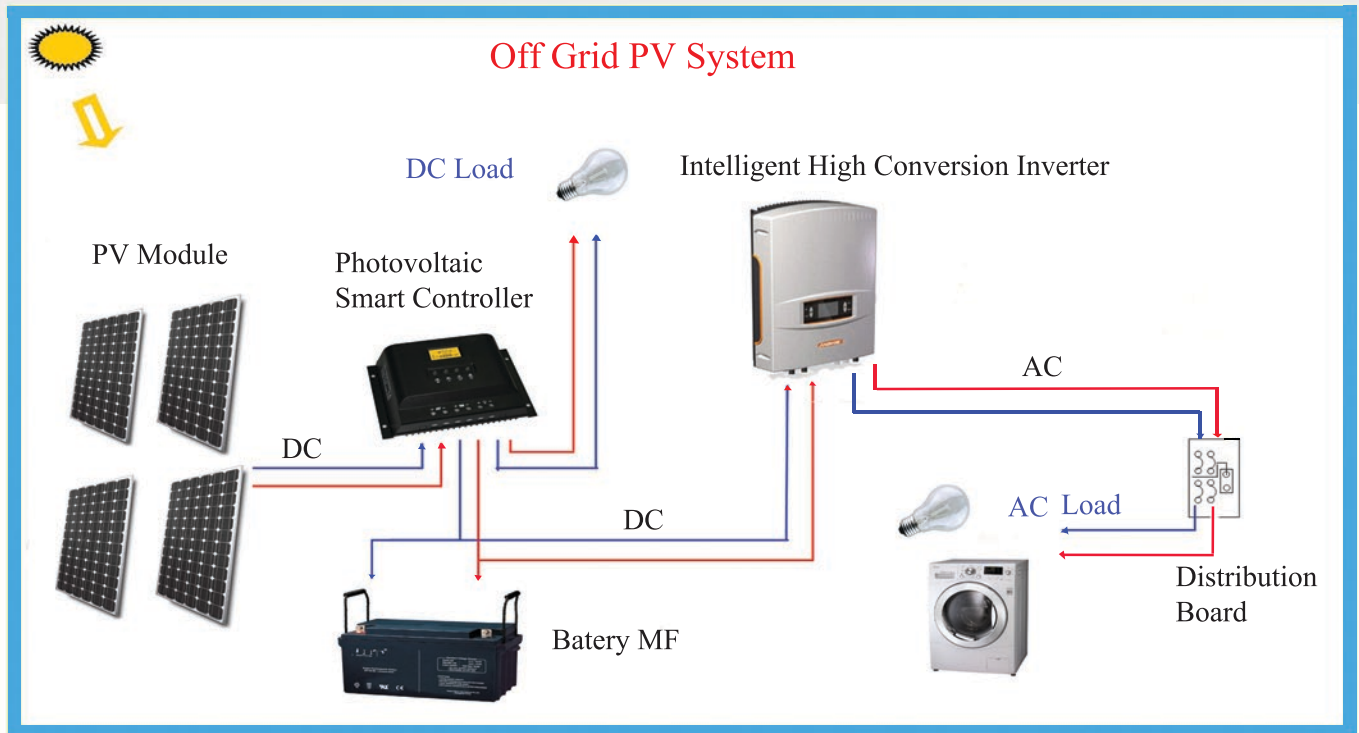 Off Grid PV System
DC Load
Intelligent High Conversion Inverter
PV Module
Photovoltaic
Smart Controller
AC
DC
DC
AC Load
Distribution
Board
Batery MF